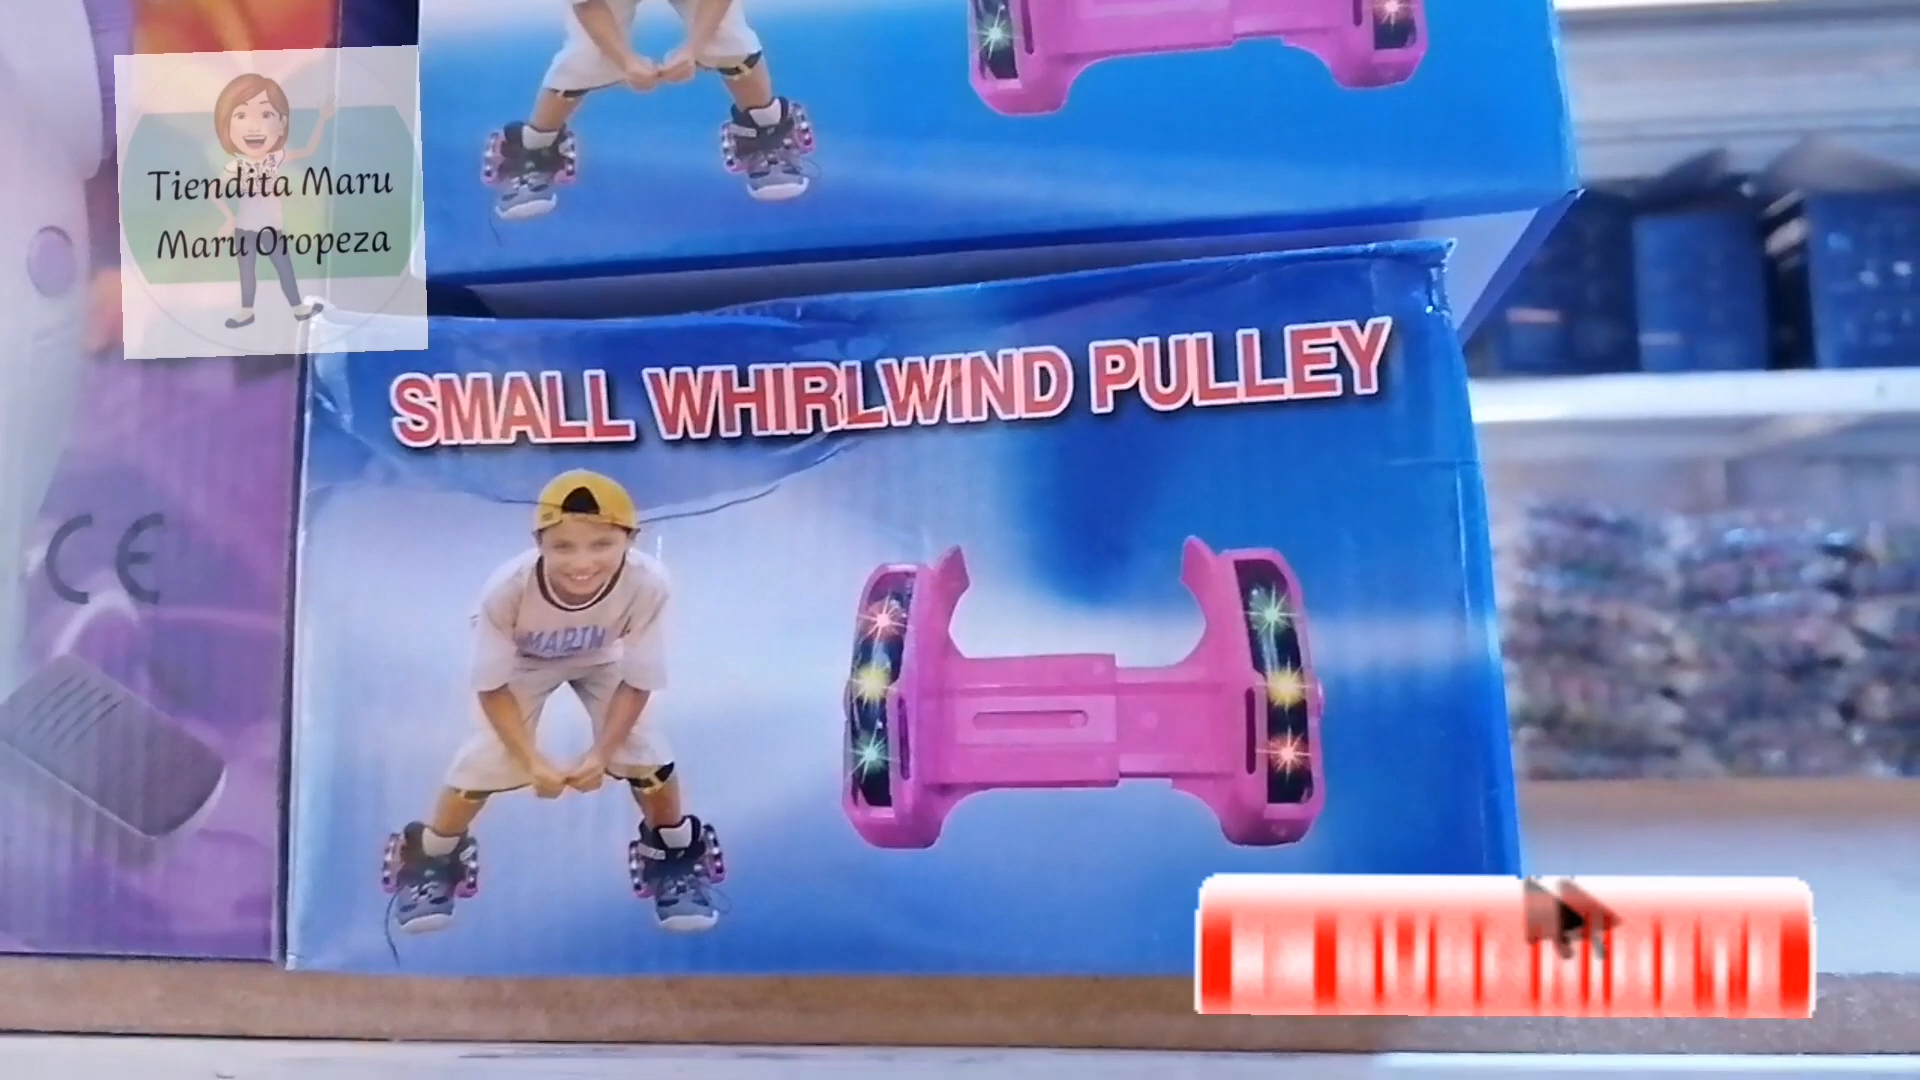 Tiendita Maru
Maru Oropeza
SMALL WHIRLWIND PULLEY
MARIN
CE